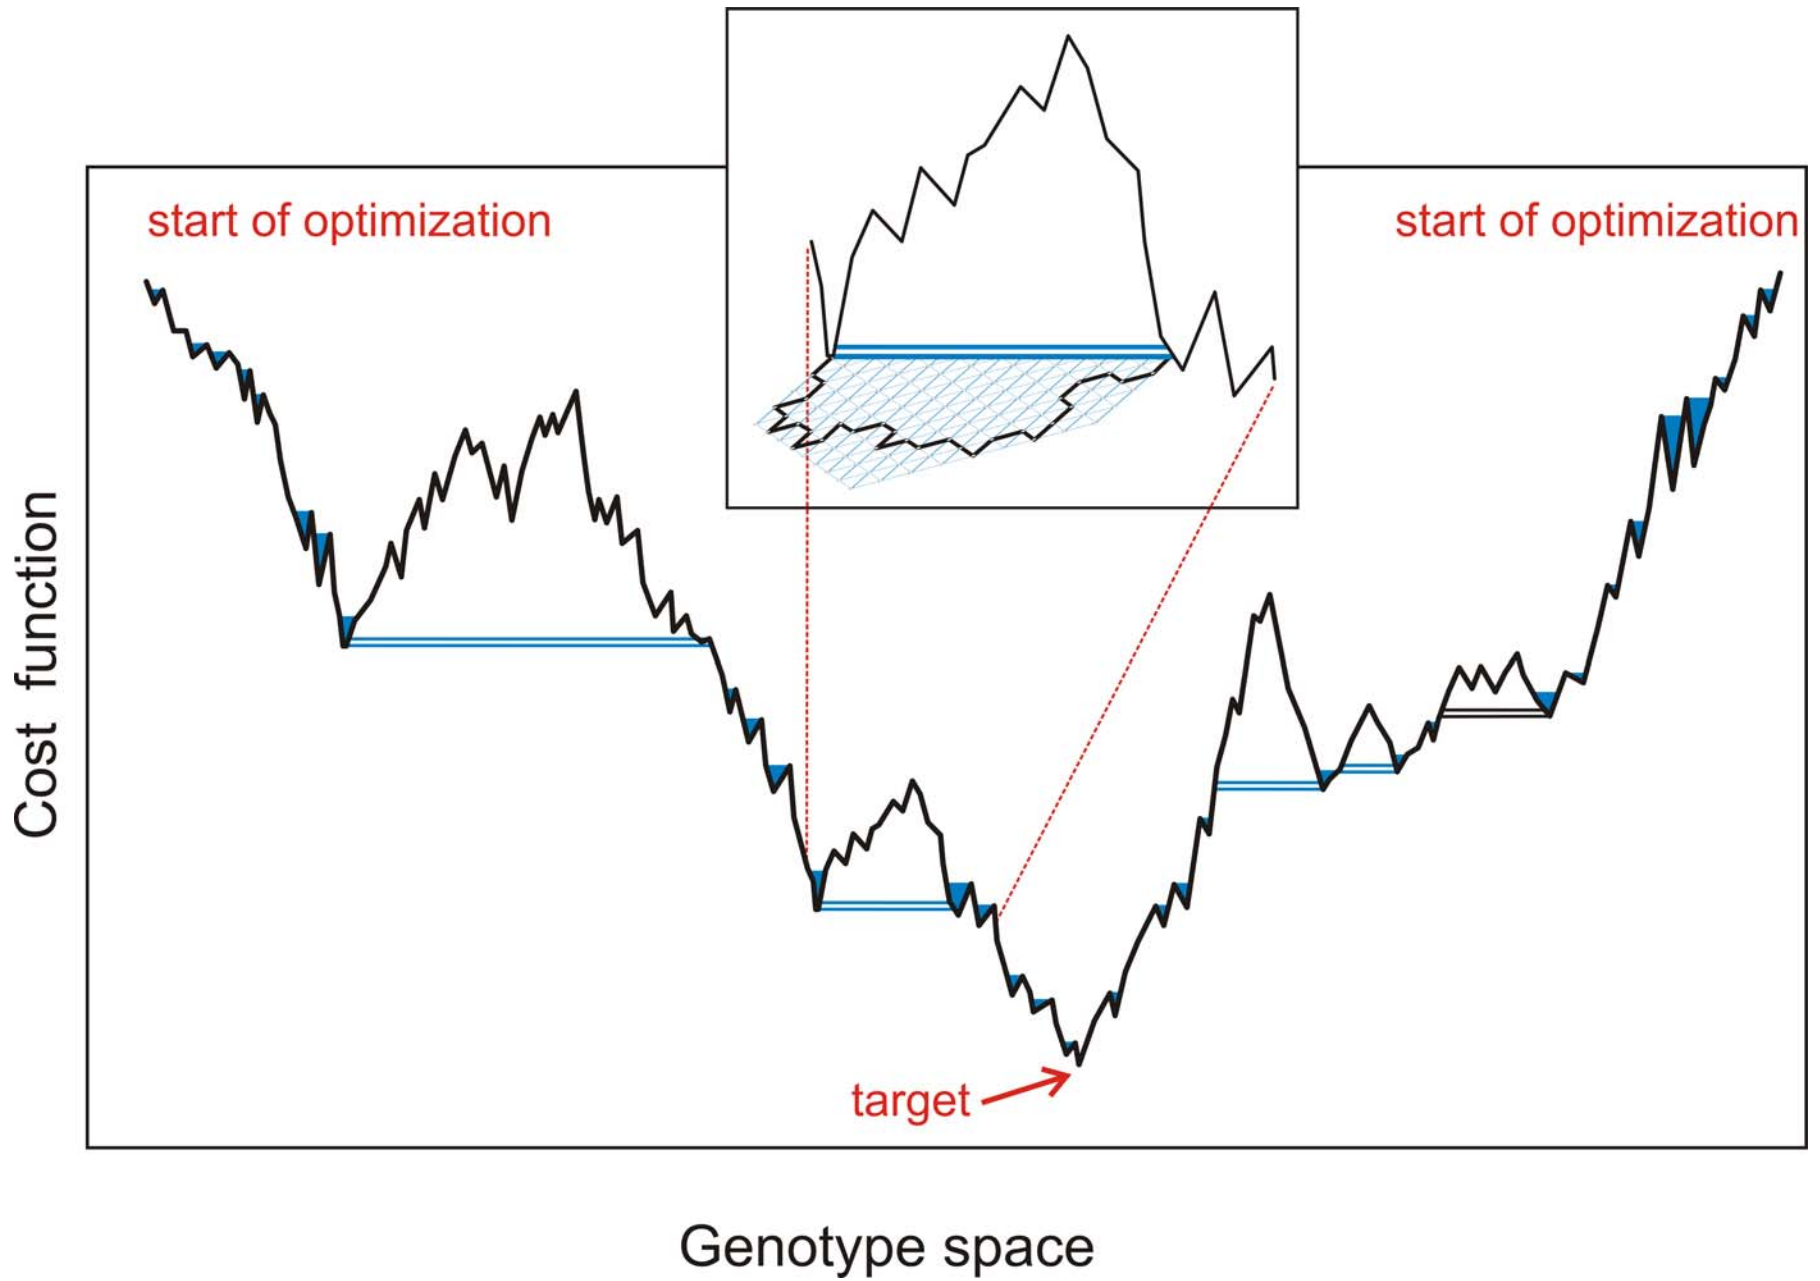 start of optimization
start of optimization
Cost function
target
Genotype space